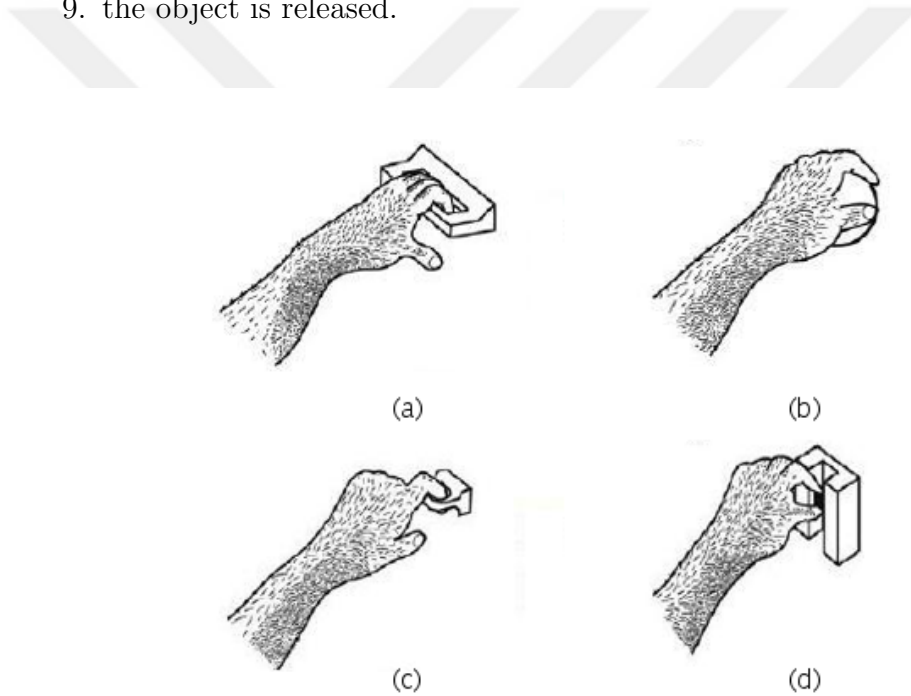 9. the object is released.
(a)
(b)
(c)
(d)